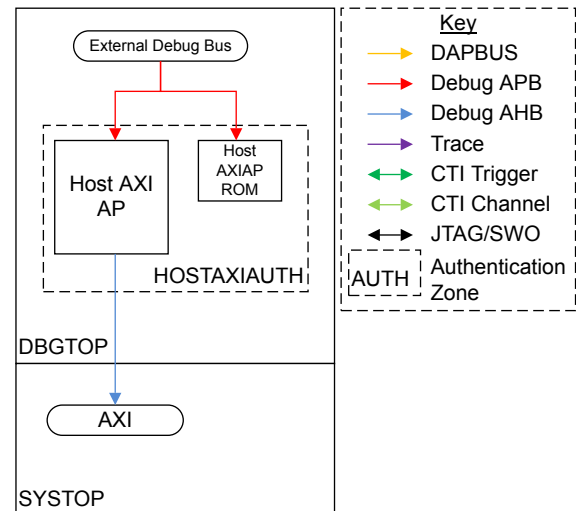 External Debug Bus
Host AXI
AP
Host
AXIAP
ROM
HOSTAXIAUTH
DBGTOP
AXI
SYSTOP
Key
DAPBUS
Debug APB
Debug AHB
Trace
CTI Trigger
CTI Channel
JTAG/SWO
AUTH
Authentication
Zone